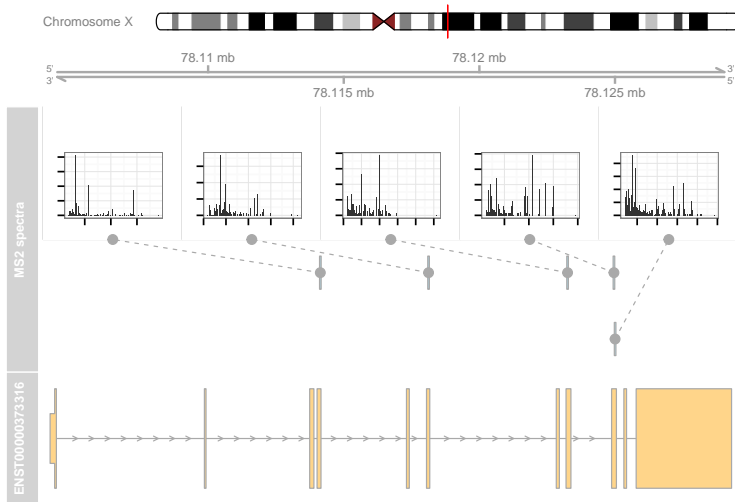 Chromosome X
78.11 mb
78.12 mb
5'
3'
3'
5'
78.115 mb
78.125 mb
MS2 spectra
ENST00000373316